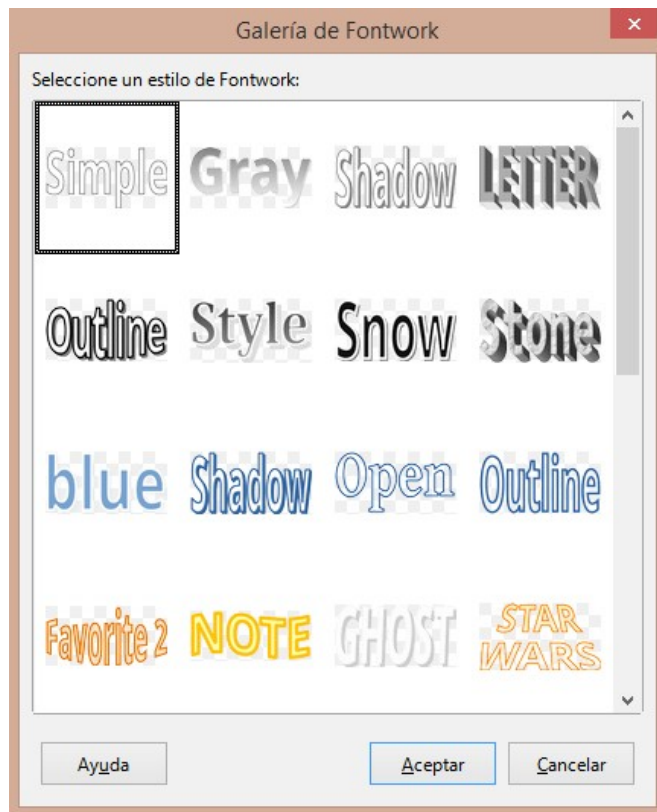 Galería de Fontwork
Seleccione un estilo de Fontwork:
Simple Gray Shadow LETTER
Outline Style Snow Stone
blue Shadow Open Outline
Favorite 2 NOTE GHOST STAR
WARS
Ayuda Aceptar Cancelar